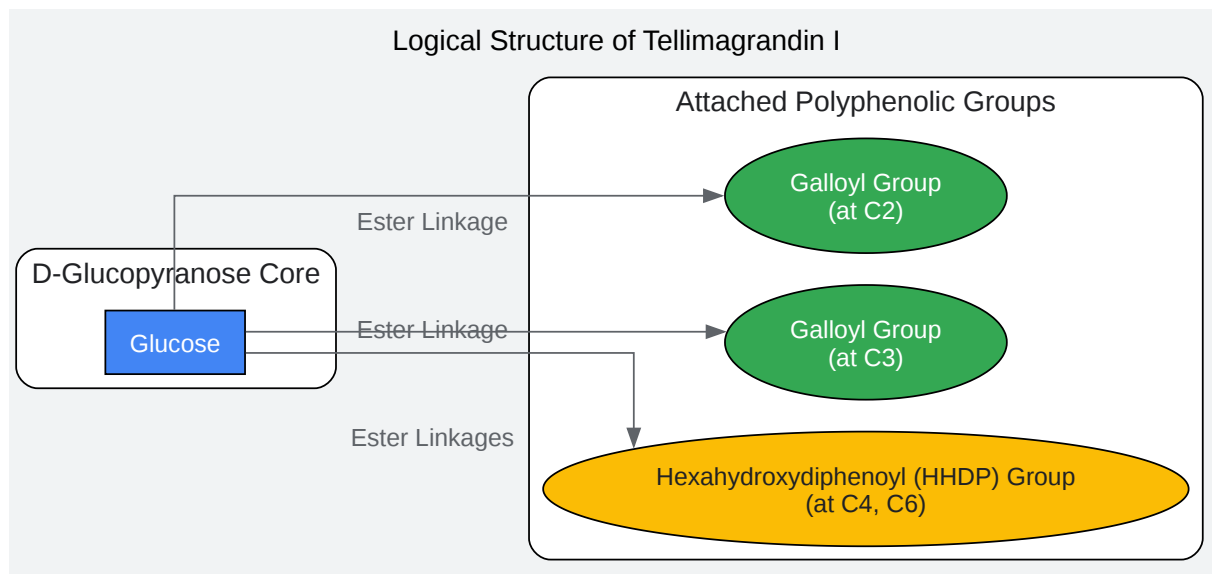 Logical Structure of Tellimagrandin I
Attached Polyphenolic Groups
Galloyl Group
(at C2)
Ester Linkage
D-Glucopyranose Core
Glucose
Ester Linkage
Galloyl Group
(at C3)
Ester Linkages
Hexahydroxydiphenoyl (HHDP) Group
(at C4, C6)